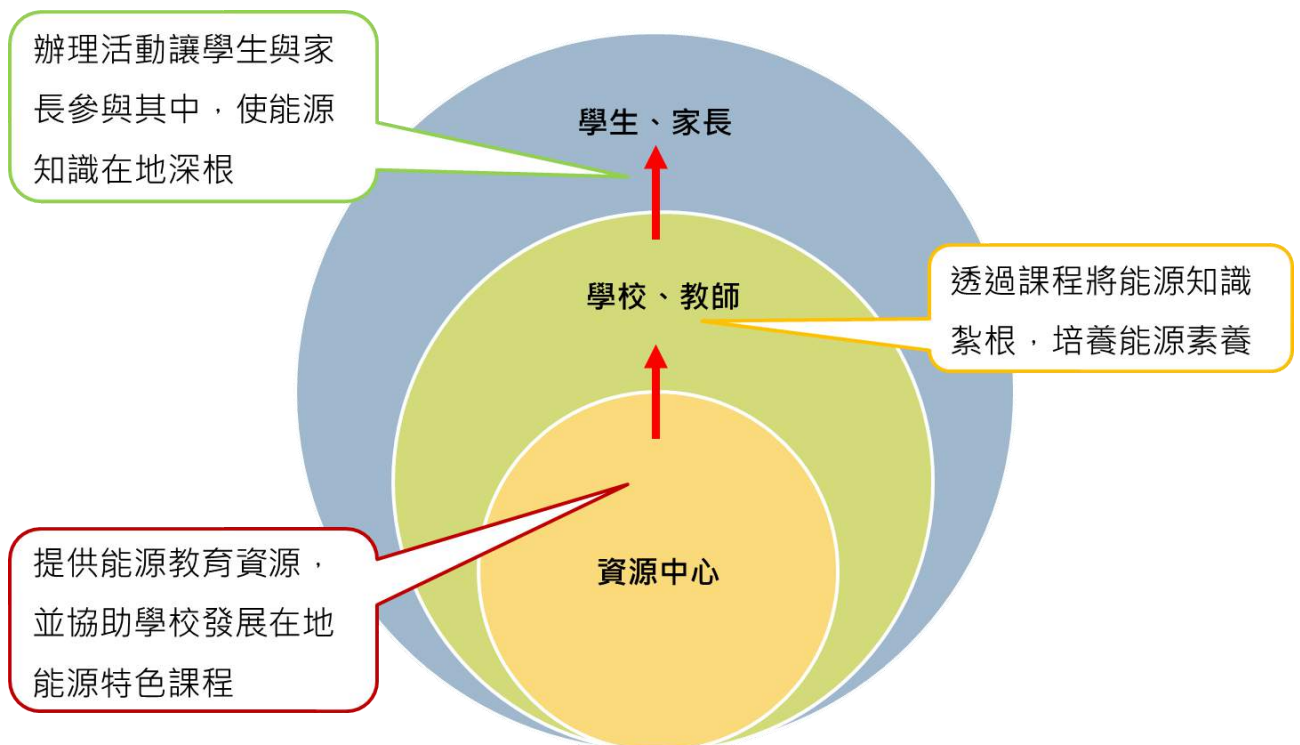 辦理活動讓學生與家
長參與其中，使能源
知識在地深根
學生、家長
學校、教師
透過課程將能源知識
紮根，培養能源素養
資源中心
提供能源教育資源，
並協助學校發展在地
能源特色課程